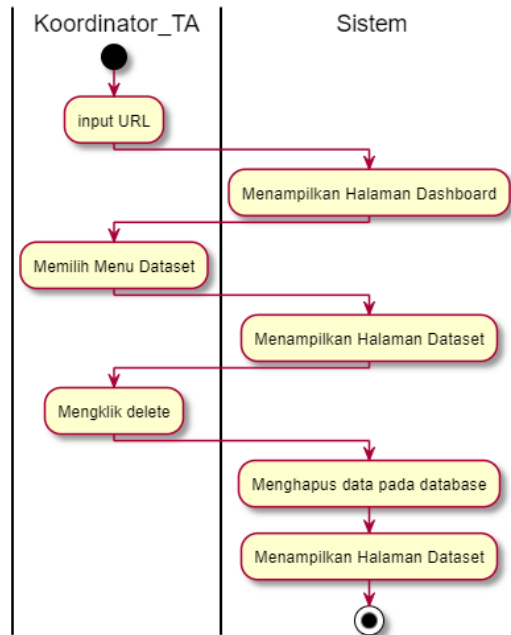 Koordinator_TA
Sistem
input URL
Menampilkan Halaman Dashboard
Memilih Menu Dataset
Menampilkan Halaman Dataset
Mengklik delete
Menghapus data pada database
Menampilkan Halaman Dataset